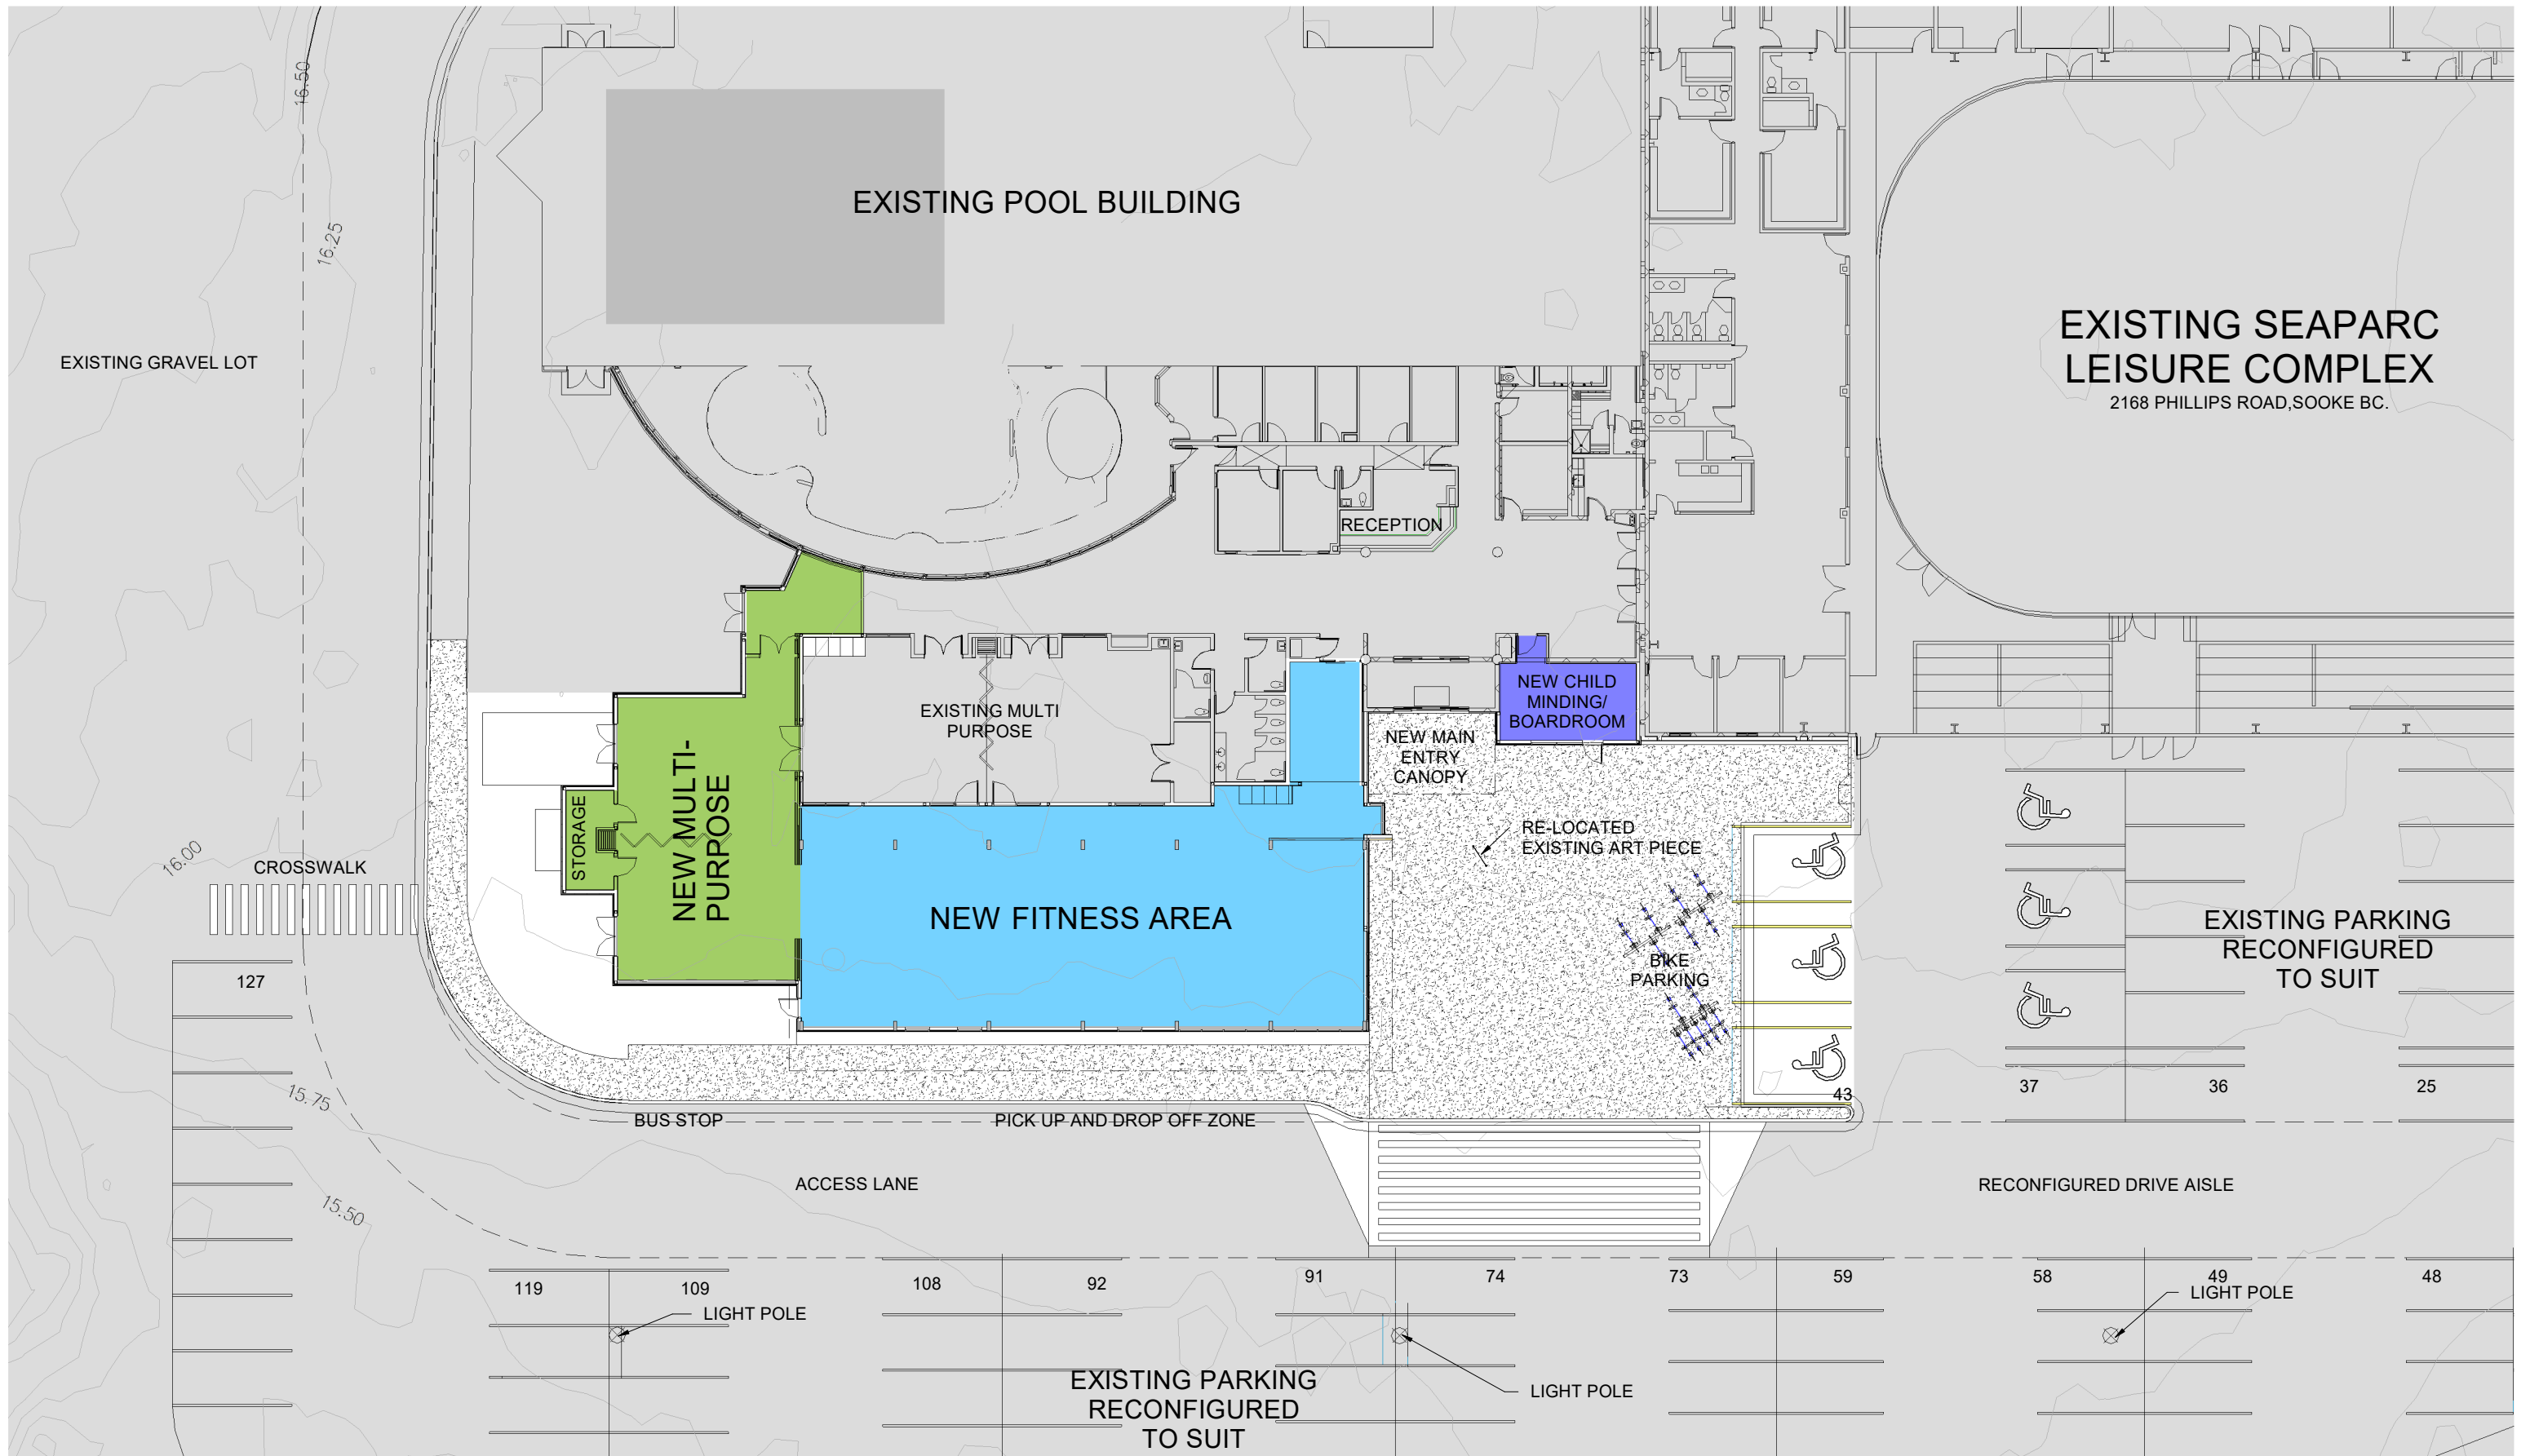 16.50
EXISTING POOL BUILDING
16.25
EXISTING SEAPARC
LEISURE COMPLEX
2168 PHILLIPS ROAD,SOOKE BC.
EXISTING GRAVEL LOT
RECEPTION
NEW CHILD
MINDING/
BOARDROOM
EXISTING MULTI
PURPOSE
NEW MAIN
ENTRY
CANOPY
NEW MULTI-
PURPOSE
STORAGE
RE-LOCATED
EXISTING ART PIECE
16.00
CROSSWALK
NEW FITNESS AREA
EXISTING PARKING
RECONFIGURED
TO SUIT
BIKE
PARKING
127
15.75
43
37
36
25
BUS STOP
PICK UP AND DROP OFF ZONE
ACCESS LANE
RECONFIGURED DRIVE AISLE
15.50
119
109
108
92
91
74
73
59
58
49
48
LIGHT POLE
LIGHT POLE
LIGHT POLE
EXISTING PARKING
RECONFIGURED
TO SUIT